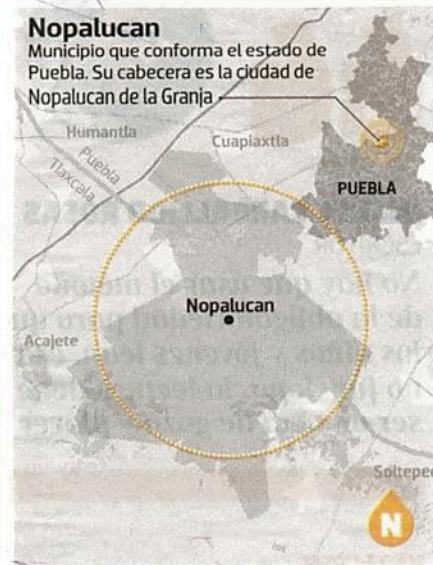 Nopalucan
Municipio que conforma el estado de
Puebla. Su cabecera es la ciudad de
Nopalucan de la Granja
Humantla
Cuapiaxtla
Puebla
Tlaxcala
PUEBLA
Nopalucan
Acajete
Soltepec
N